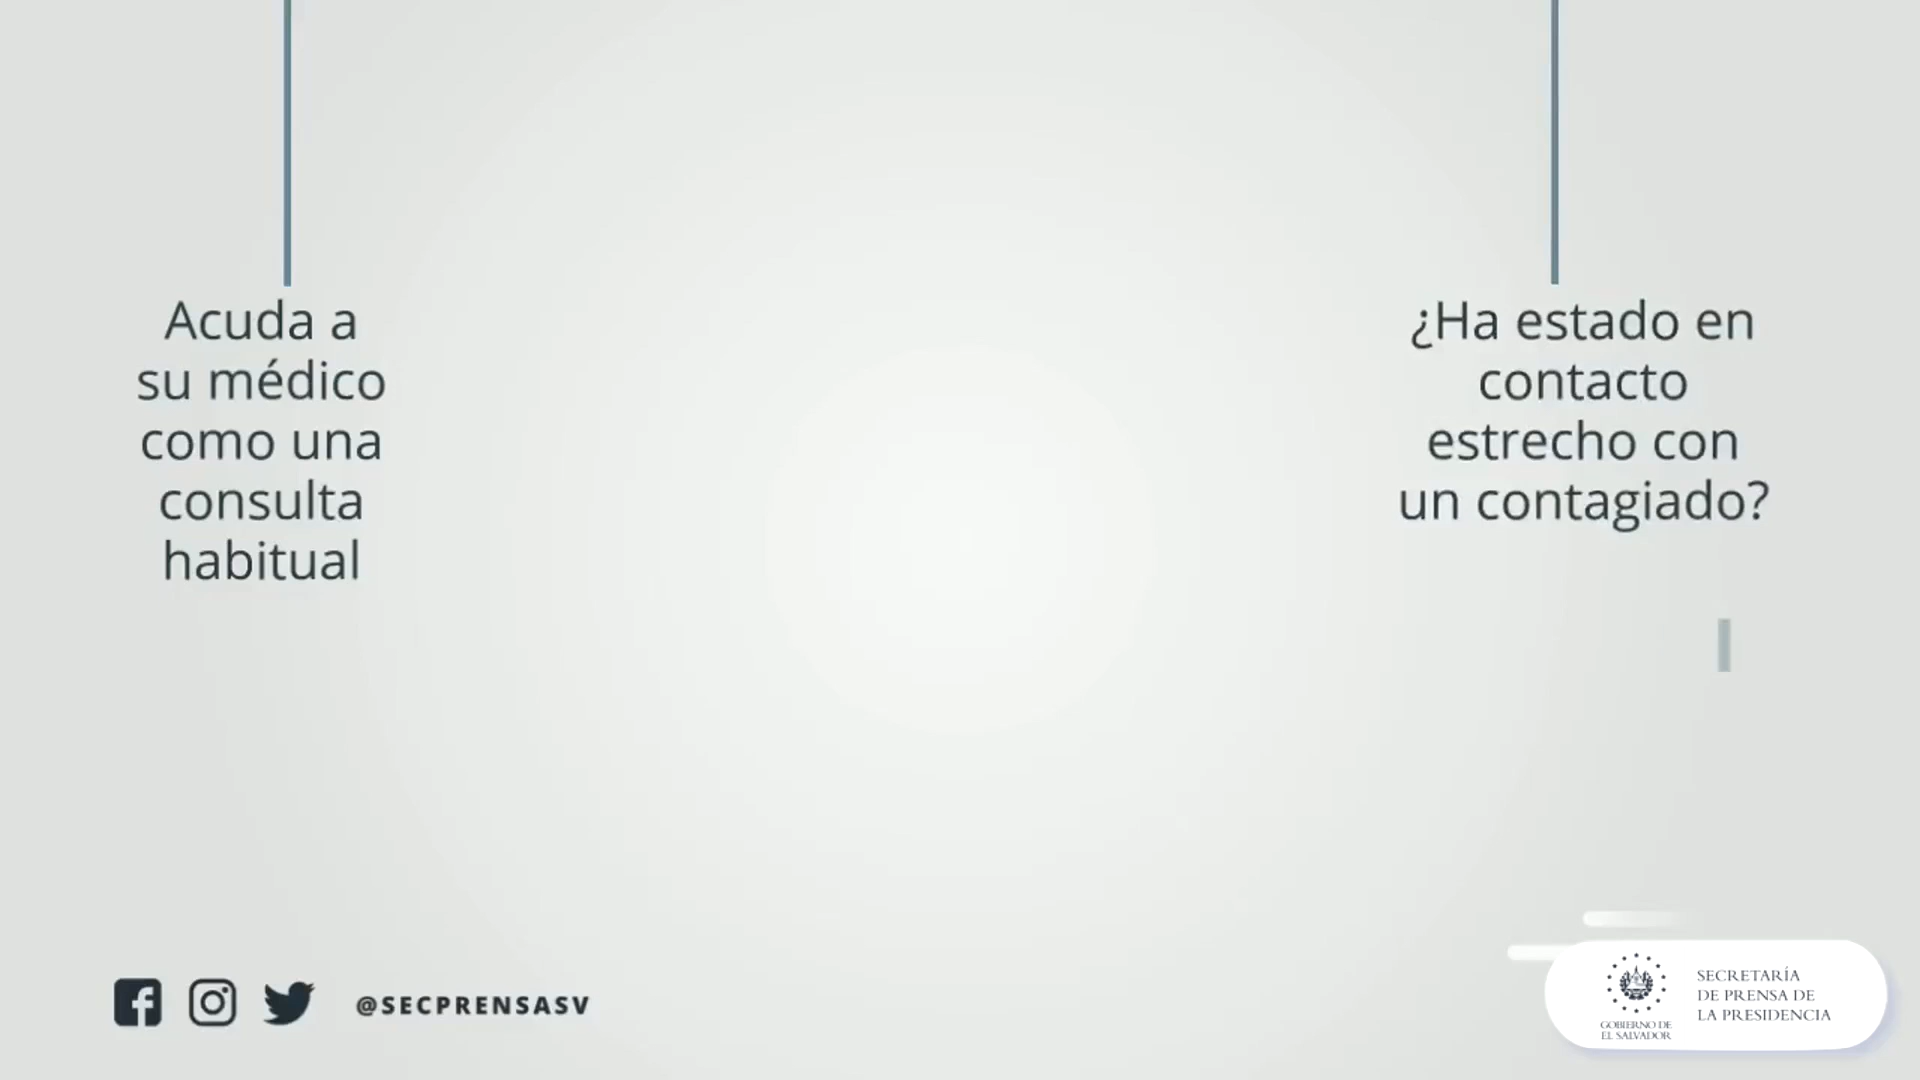 Acuda a
su médico
como una
consulta
habitual
¿Ha estado en
contacto
estrecho con
un contagiado?
@SECPRENSASV
GOBIERNO DE
EL SALVADOR
SECRETARÍA
DE PRENSA DE
LA PRESIDENCIA